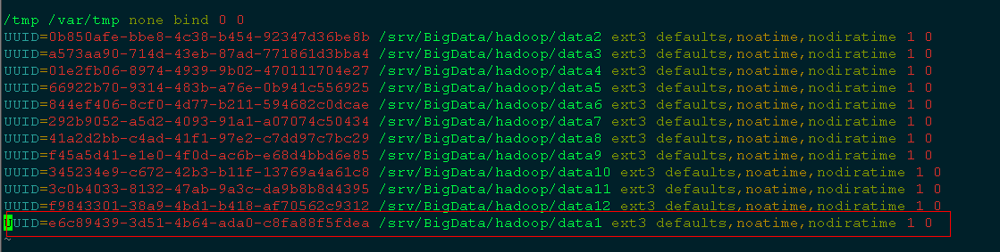 /tmp /var/tmp none bind 0 0
UUID=0b850afe-bbe8-4c38-b454-92347d36be8b /srv/BigData/hadoop/data2 ext3 defaults,noatime,nodiratime 1 0
UUID=a573aa90-714d-43eb-87ad-771861d3bba4 /srv/BigData/hadoop/data3 ext3 defaults,noatime,nodiratime 1 0
UUID=01e2fb06-8974-4939-9b02-470111704e27 /srv/BigData/hadoop/data4 ext3 defaults,noatime,nodiratime 1 0
UUID=66922b70-9314-483b-a76e-0b941c556925 /srv/BigData/hadoop/data5 ext3 defaults,noatime,nodiratime 1 0
UUID=844ef406-8cf0-4d77-b211-594682c0dcae /srv/BigData/hadoop/data6 ext3 defaults,noatime,nodiratime 1 0
UUID=292b9052-a5d2-4093-91a1-a07074c50434 /srv/BigData/hadoop/data7 ext3 defaults,noatime,nodiratime 1 0
UUID=41a2d2bb-c4ad-41f1-97e2-c7dd97c7bc29 /srv/BigData/hadoop/data8 ext3 defaults,noatime,nodiratime 1 0
UUID=f45a5d41-e1e0-4f0d-ac6b-e68d4bbd6e85 /srv/BigData/hadoop/data9 ext3 defaults,noatime,nodiratime 1 0
UUID=345234e9-c672-42b3-b11f-13769a4a61c8 /srv/BigData/hadoop/data10 ext3 defaults,noatime,nodiratime 1 0
UUID=3c0b4033-8132-47ab-9a3c-da9b8b8d4395 /srv/BigData/hadoop/data11 ext3 defaults,noatime,nodiratime 1 0
UUID=f9843301-38a9-4bd1-b418-af70562c9312 /srv/BigData/hadoop/data12 ext3 defaults,noatime,nodiratime 1 0
UUID=e6c89439-3d51-4b64-ada0-c8fa88f5fdea /srv/BigData/hadoop/data1 ext3 defaults,noatime,nodiratime 1 0
~